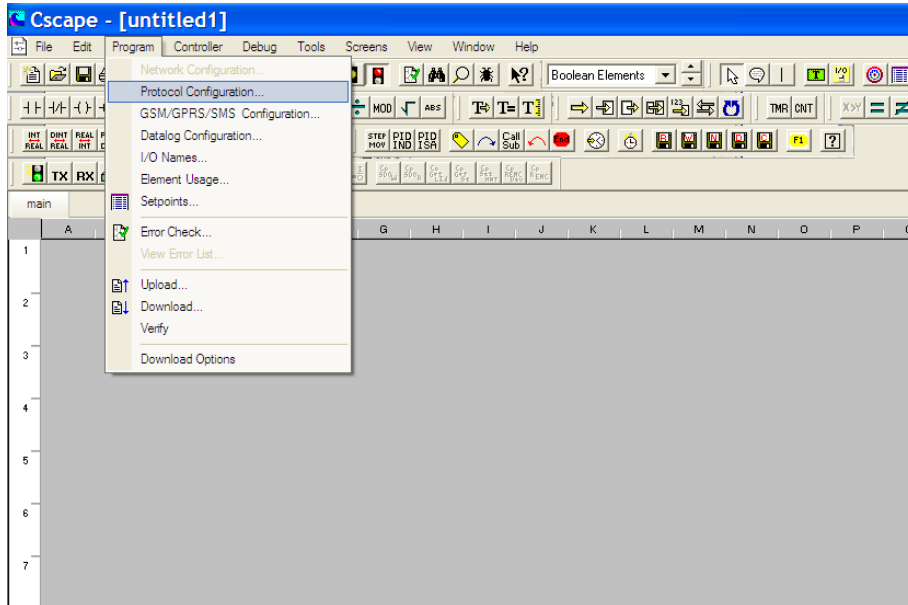 Cscape - [untitled1]
File Edit Program Controller Debug Tools Screens View Window Help
Boolean Elements
MOD ABS T= TMR CNT
INT REAL DINT REAL REAL INT STEP MOV PID IND PID ISA Call Sub End F1 ?
TX RX
main
A G H I J K L M N O P
Network Configuration...
Protocol Configuration...
GSM/GPRS/SMS Configuration...
Datalog Configuration...
I/O Names...
Element Usage...
Setpoints...
Error Check...
View Error List...
Upload...
Download...
Verify
Download Options
1
2
3
4
5
6
7